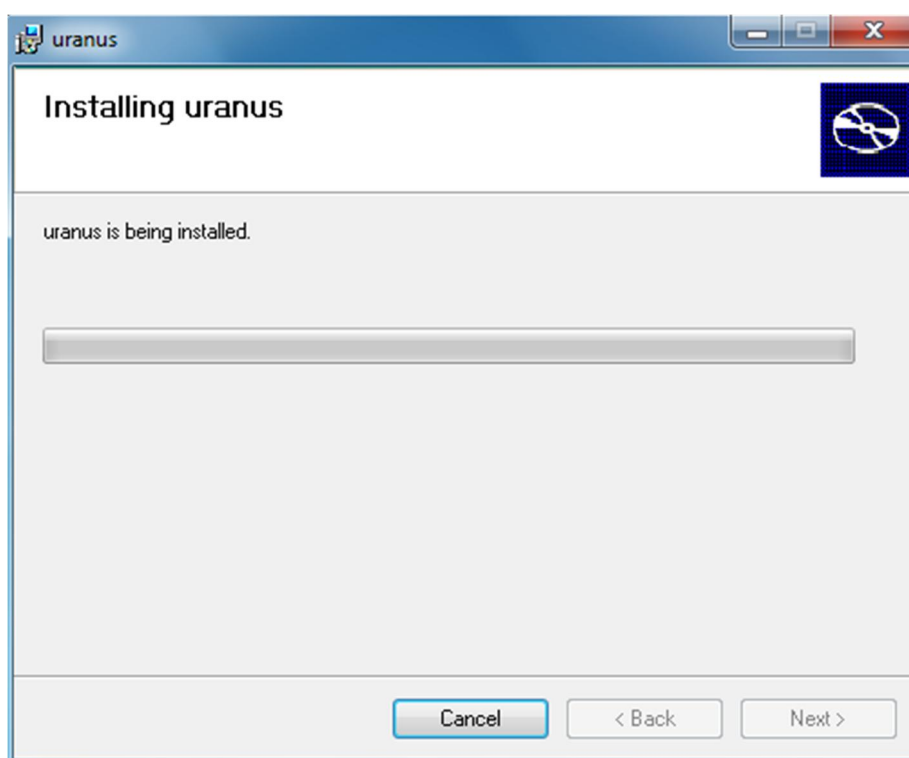 uranus
Installing uranus
uranus is being installed.
Cancel
< Back
Next >